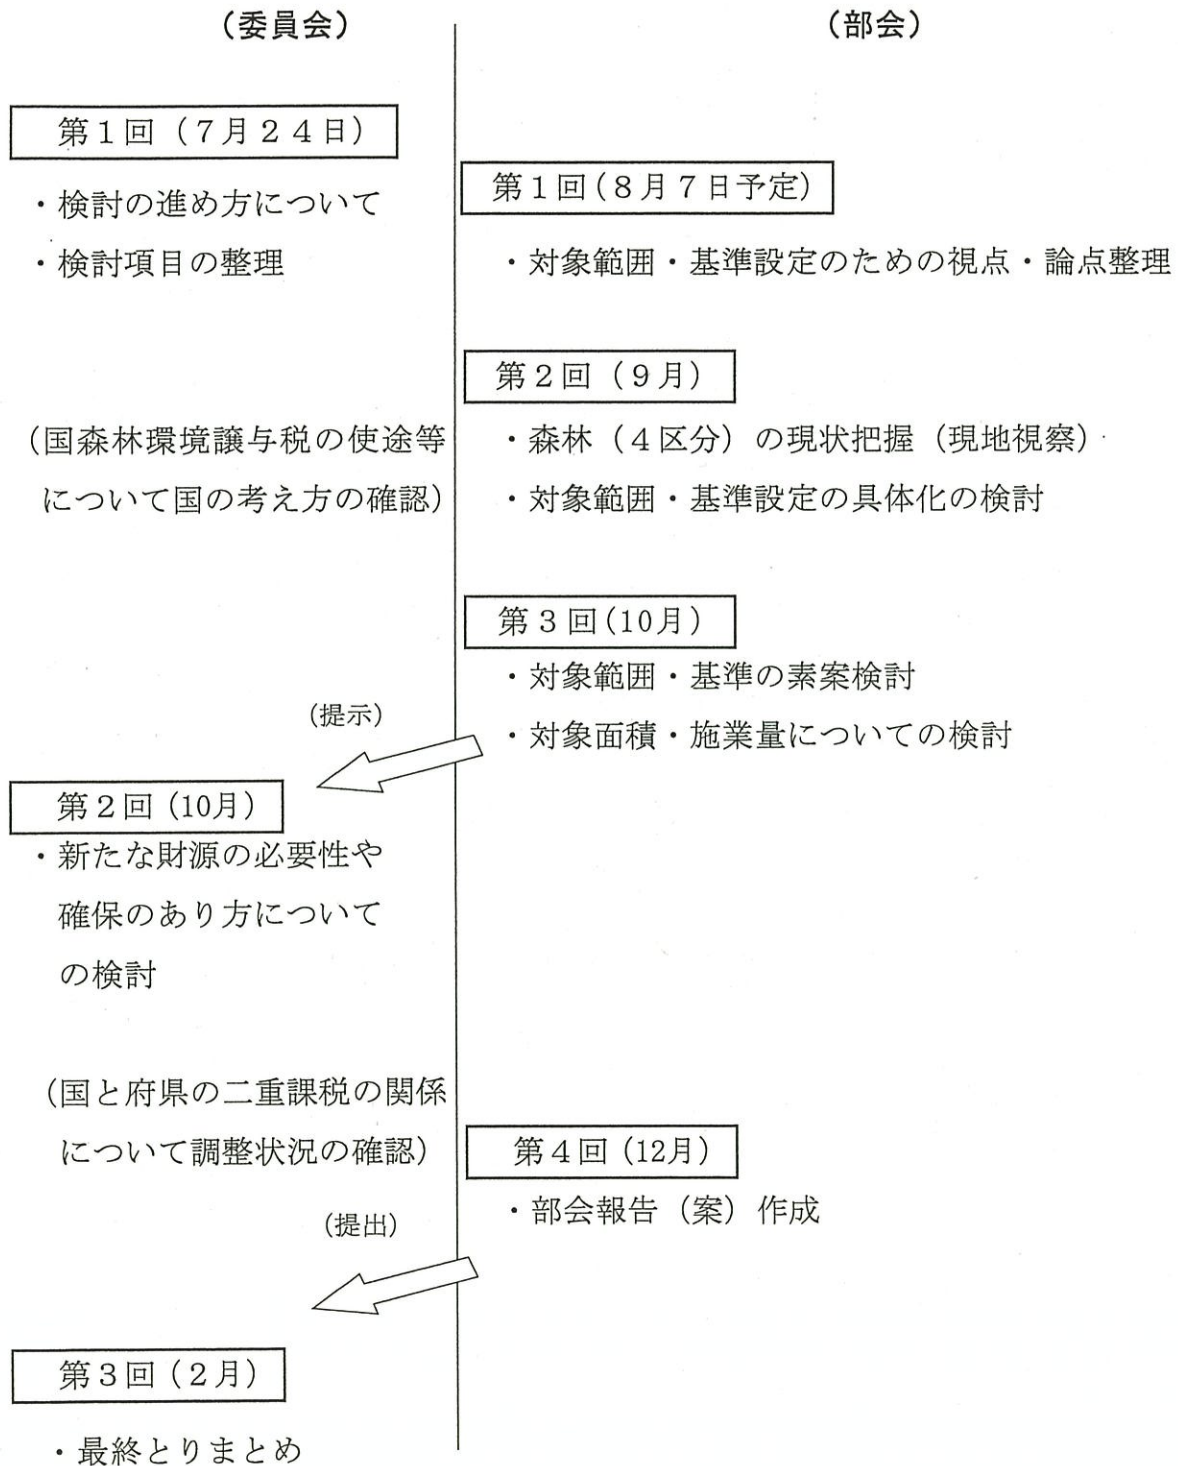 （委員会）
（部会）
第１回（７月２４日）
・検討の進め方について
・検討項目の整理
第１回（８月７日予定）
・対象範囲・基準設定のための視点・論点整理
第２回（９月）
・森林（４区分）の現状把握（現地視察）
・対象範囲・基準設定の具体化の検討
（国森林環境譲与税の使途等
について国の考え方の確認）
第３回（10月）
・対象範囲・基準の素案検討
・対象面積・施業量についての検討
（提示）
第２回（10月）
・新たな財源の必要性や
確保のあり方について
の検討
（国と府県の二重課税の関係
について調整状況の確認）
第４回（12月）
・部会報告（案）作成
（提出）
第３回（２月）
・最終とりまとめ